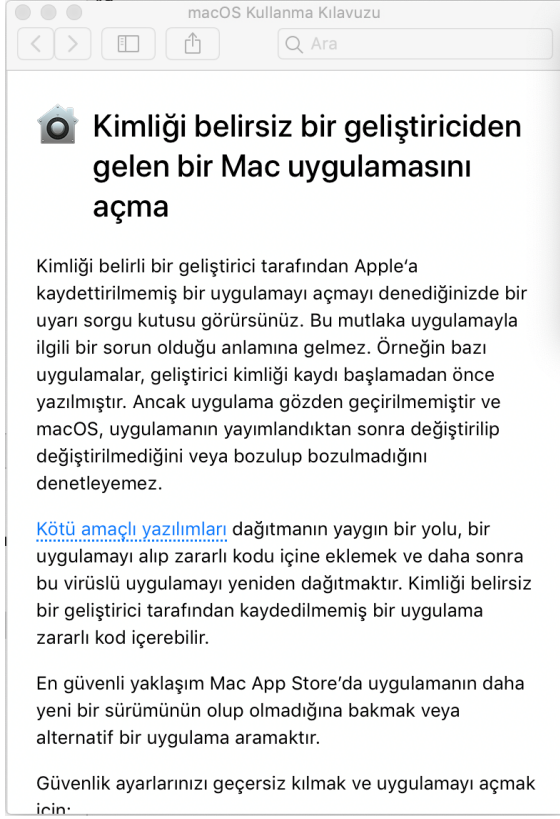 macOS Kullanma Kılavuzu
Ara
Kimliği belirsiz bir geliştiriciden
gelen bir Mac uygulamasını
açma
Kimliği belirli bir geliştirici tarafından Apple'a
kaydettirilmemiş bir uygulamayı açmayı denediğinizde bir
uyarı sorgu kutusu görürsünüz. Bu mutlaka uygulamayla
ilgili bir sorun olduğu anlamına gelmez. Örneğin bazı
uygulamalar, geliştirici kimliği kaydı başlamadan önce
yazılmıştır. Ancak uygulama gözden geçirilmemiştir ve
macOS, uygulamanın yayımlandıktan sonra değiştirilip
değiştirilmediğini veya bozulup bozulmadığını
denetleyemez.
Kötü amaçlı yazılımları dağıtmanın yaygın bir yolu, bir
uygulamayı alıp zararlı kodu içine eklemek ve daha sonra
bu virüslü uygulamayı yeniden dağıtmaktır. Kimliği belirsiz
bir geliştirici tarafından kaydedilmemiş bir uygulama
zararlı kod içerebilir.
En güvenli yaklaşım Mac App Store'da uygulamanın daha
yeni bir sürümünün olup olmadığına bakmak veya
alternatif bir uygulama aramaktır.
Güvenlik ayarlarınızı geçersiz kılmak ve uygulamayı açmak
için: